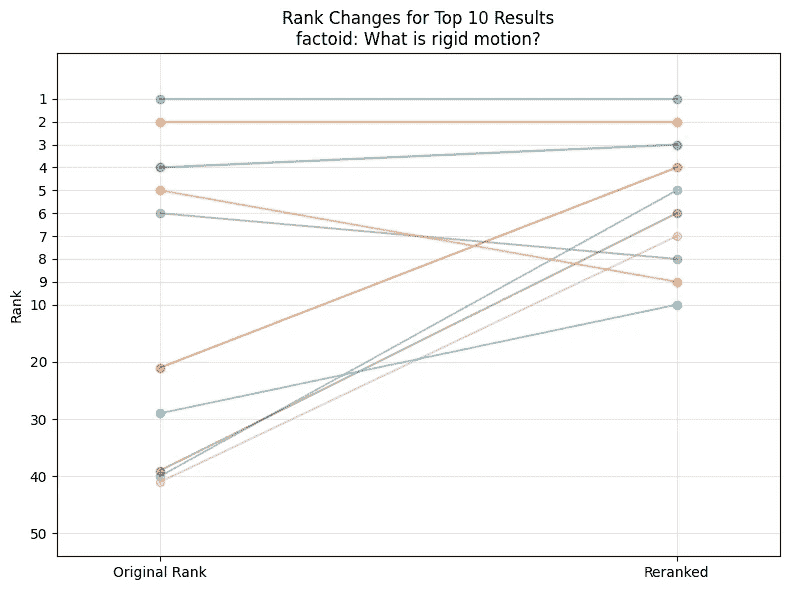 Rank Changes for Top 10 Results
factoid: What is rigid motion?
Rank
1
2
3
4
5
6
7
8
9
10
20
30
40
50
Original Rank
Reranked